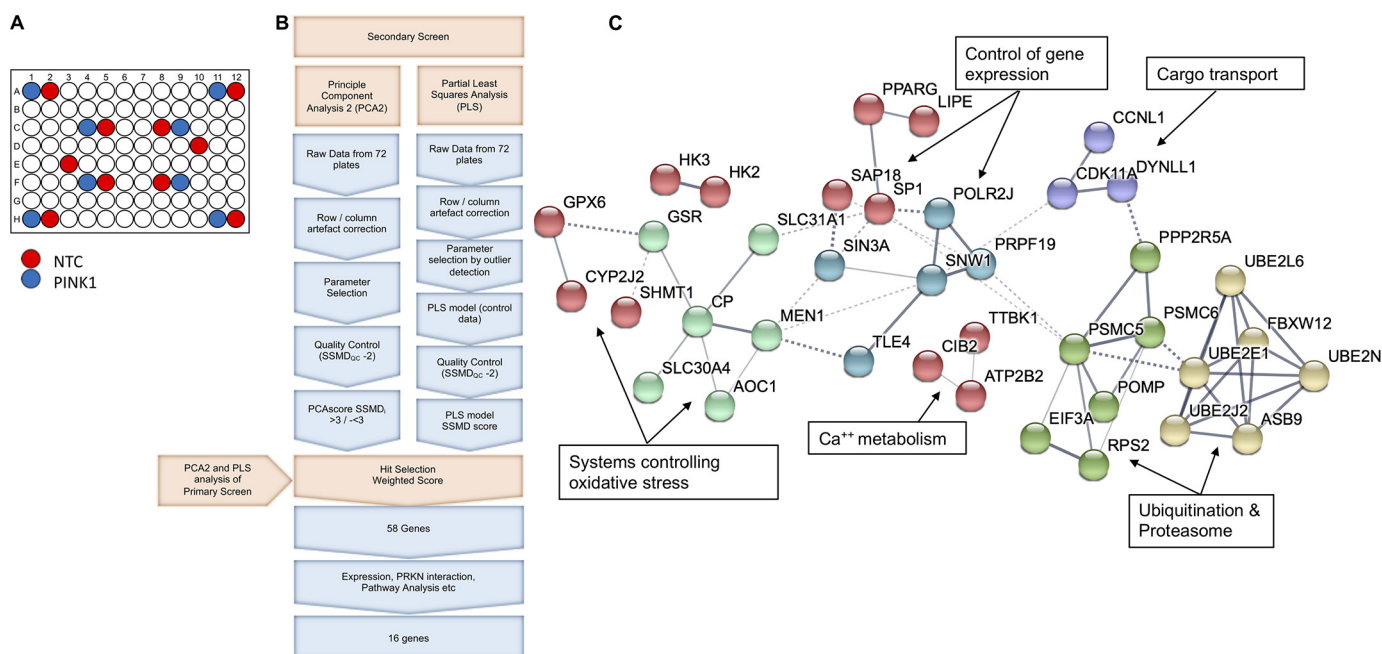 A
1 2 3 4 5 6 7 8 9 10 11 12
A
B
C
D
E
F
G
H
NTC
PINK1
B
Secondary Screen
Principle
Component
Analysis 2 (PCA2)
Partial Least
Squares Analysis
(PLS)
Raw Data from 72
plates
Raw Data from 72
plates
Row / column
artefact correction
Row / column
artefact correction
Parameter
Selection
Parameter
selection by outlier
detection
PLS model (control
data)
Quality Control
(SSMDQC -2)
Quality Control
(SSMDQC -2)
PCAscore SSMDi
>3 / -<3
PLS model
SSMD score
PCA2 and PLS
analysis of
Primary Screen
Hit Selection
Weighted Score
58 Genes
Expression, PRKN interaction,
Pathway Analysis etc
16 genes
C
Control of gene
expression
Cargo transport
PPARG
LIPE
CCNL1
HK3
HK2
SAP18
SP1
POLR2J
CDK11A
DYNLL1
GPX6
GSR
SLC31A1
SIN3A
SNW1
PRPF19
PPP2R5A
UBE2L6
CYP2J2
SHMT1
CP
MEN1
TLE4
TTBK1
CIB2
ATP2B2
PSMC5
PSMC6
FBXW12
UBE2E1
UBE2N
SLC30A4
AOC1
POMP
UBE2J2
ASB9
EIF3A
RPS2
Ca++ metabolism
Systems controlling
oxidative stress
Ubiquitination &
Proteasome